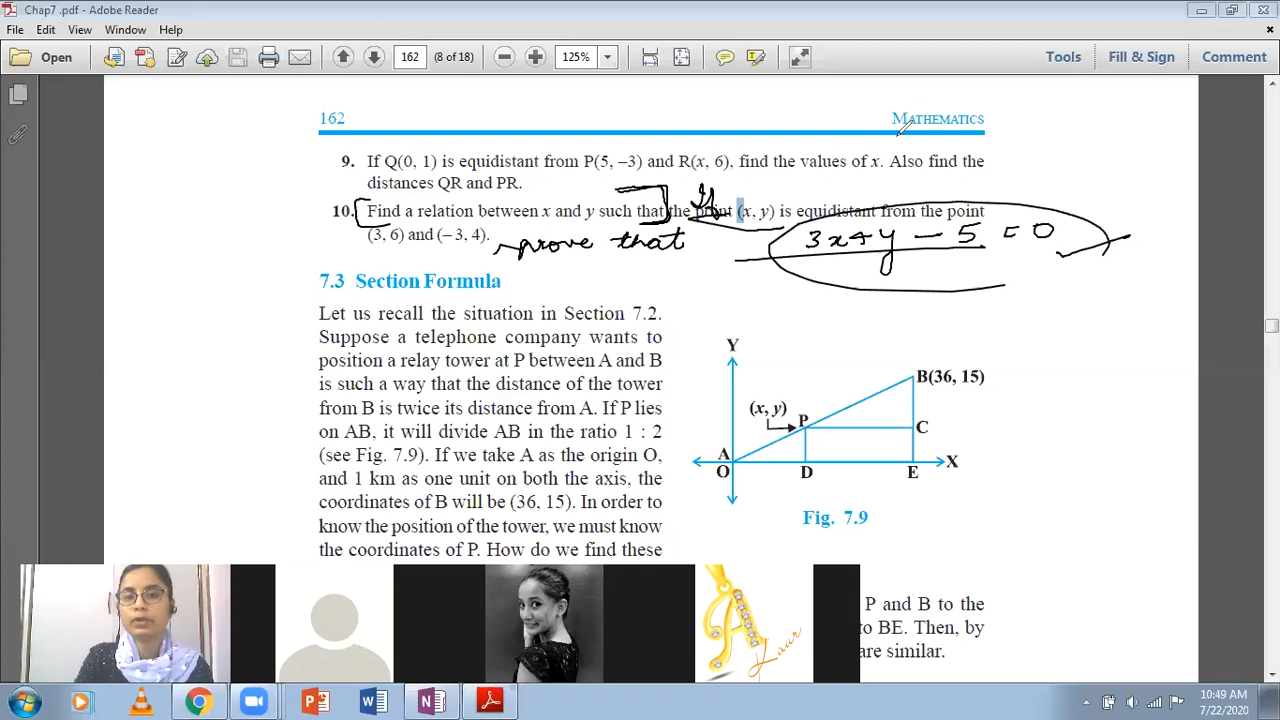 Chap7 .pdf - Adobe Reader
File Edit View Window Help
Open 162 (8 of 18) 125% Tools Fill & Sign Comment
162 MATHEMATICS
9. If Q(0, 1) is equidistant from P(5, –3) and R(x, 6), find the values of x. Also find the
distances QR and PR.
If
10. Find a relation between x and y such that the point (x, y) is equidistant from the point
(3, 6) and (– 3, 4). prove that 3x+y – 5 = 0
7.3 Section Formula
Let us recall the situation in Section 7.2.
Suppose a telephone company wants to
position a relay tower at P between A and B
is such a way that the distance of the tower
from B is twice its distance from A. If P lies
on AB, it will divide AB in the ratio 1 : 2
(see Fig. 7.9). If we take A as the origin O,
and 1 km as one unit on both the axis, the
coordinates of B will be (36, 15). In order to
know the position of the tower, we must know
the coordinates of P. How do we find these
Y
B(36, 15)
(x, y)
P
C
A
O
D
E
X
Fig. 7.9
P and B to the
to BE. Then, by
are similar.
A
Kaur
10:49 AM
7/22/2020